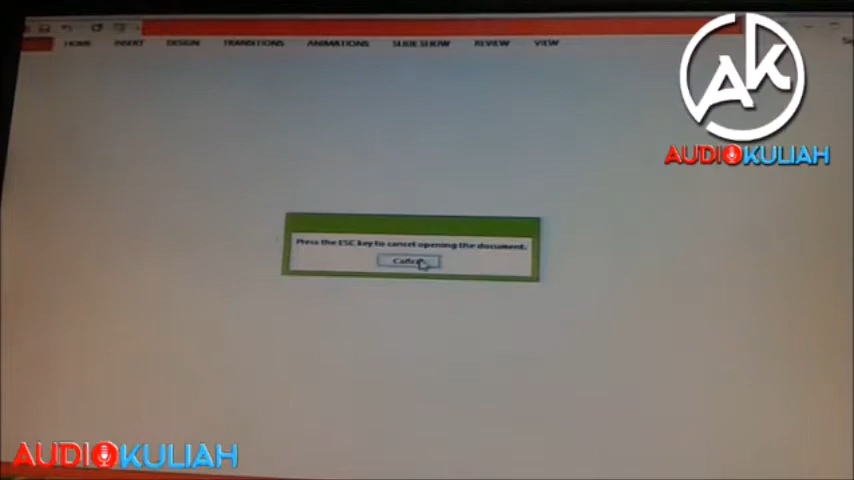 HOME INSERT DESIGN TRANSITIONS ANIMATIONS SLIDE SHOW REVIEW VIEW
AK
AUDIOKULIAH
Press the ESC key to cancel opening the document.
Cancel
AUDIOKULIAH